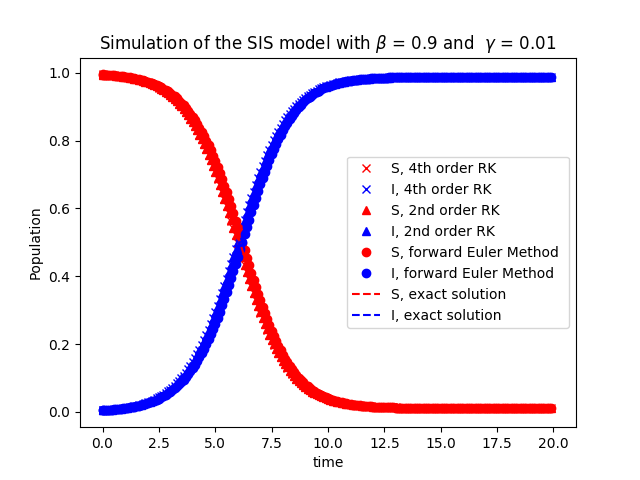 Simulation of the SIS model with β = 0.9 and γ = 0.01
1.0
0.8
0.6
0.4
0.2
0.0
Population
S, 4th order RK
I, 4th order RK
S, 2nd order RK
I, 2nd order RK
S, forward Euler Method
I, forward Euler Method
S, exact solution
I, exact solution
0.0 2.5 5.0 7.5 10.0 12.5 15.0 17.5 20.0
time